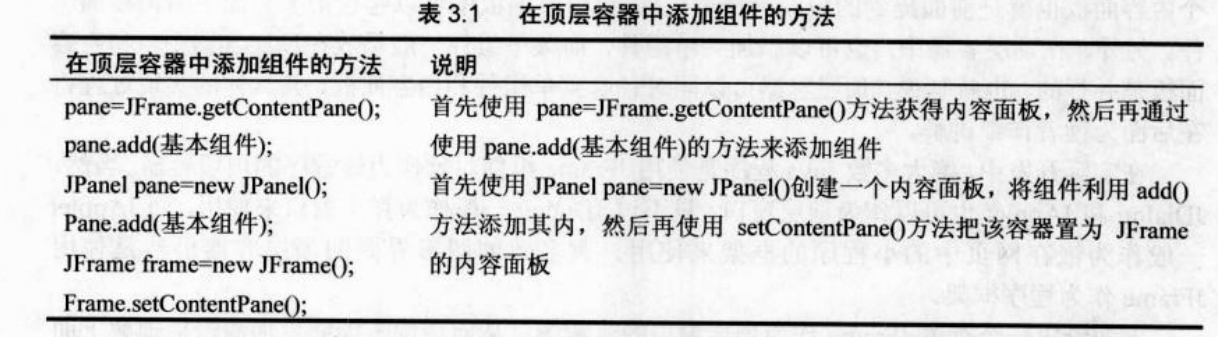 表 3.1 在顶层容器中添加组件的方法
在顶层容器中添加组件的方法 说明
pane=JFrame.getContentPane(); 首先使用 pane=JFrame.getContentPane()方法获得内容面板，然后再通过
pane.add(基本组件); 使用 pane.add(基本组件)的方法来添加组件
JPanel pane=new JPanel(); 首先使用 JPanel pane=new JPanel()创建一个内容面板，将组件利用 add()
Pane.add(基本组件); 方法添加其内，然后再使用 setContentPane()方法把该容器置为 JFrame
JFrame frame=new JFrame(); 的内容面板
Frame.setContentPane();